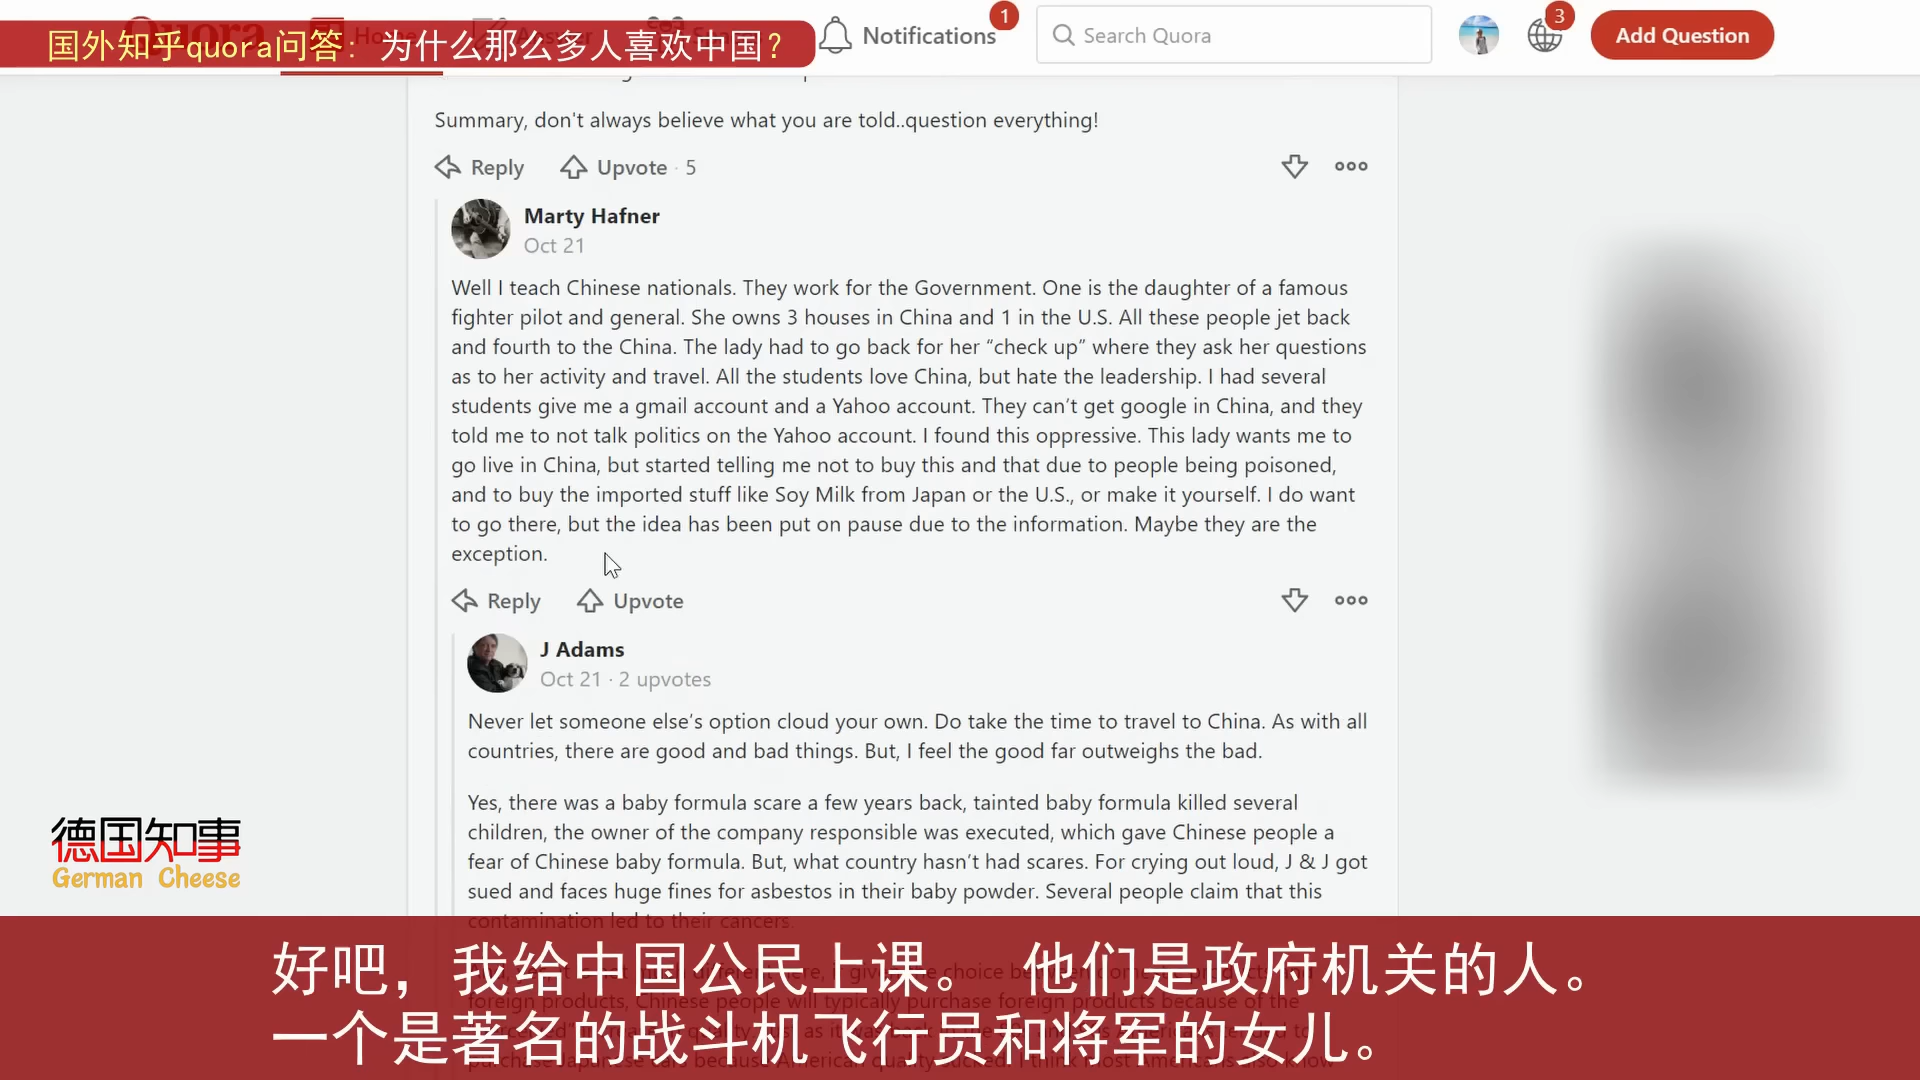 国外知乎quora问答：为什么那么多人喜欢中国？
Notifications
1
Search Quora
3
Add Question
Summary, don't always believe what you are told..question everything!
Reply
Upvote · 5
Marty Hafner
Oct 21
Well I teach Chinese nationals. They work for the Government. One is the daughter of a famous
fighter pilot and general. She owns 3 houses in China and 1 in the U.S. All these people jet back
and fourth to the China. The lady had to go back for her “check up” where they ask her questions
as to her activity and travel. All the students love China, but hate the leadership. I had several
students give me a gmail account and a Yahoo account. They can’t get google in China, and they
told me to not talk politics on the Yahoo account. I found this oppressive. This lady wants me to
go live in China, but started telling me not to buy this and that due to people being poisoned,
and to buy the imported stuff like Soy Milk from Japan or the U.S., or make it yourself. I do want
to go there, but the idea has been put on pause due to the information. Maybe they are the
exception.
Reply
Upvote
J Adams
Oct 21 · 2 upvotes
Never let someone else’s option cloud your own. Do take the time to travel to China. As with all
countries, there are good and bad things. But, I feel the good far outweighs the bad.
Yes, there was a baby formula scare a few years back, tainted baby formula killed several
children, the owner of the company responsible was executed, which gave Chinese people a
fear of Chinese baby formula. But, what country hasn’t had scares. For crying out loud, J & J got
sued and faces huge fines for asbestos in their baby powder. Several people claim that this
contamination led to their cancers.
德国知事
German Cheese
好吧，我给中国公民上课。 他们是政府机关的人。
一个是著名的战斗机飞行员和将军的女儿。